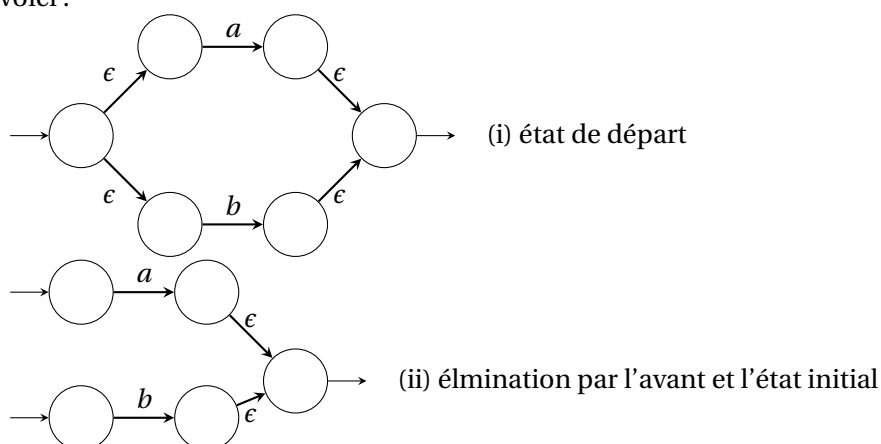 voici :
a
ϵ
ϵ
(i) état de départ
ϵ
ϵ
b
a
ϵ
(ii) élmination par l'avant et l'état initial
b
ϵ